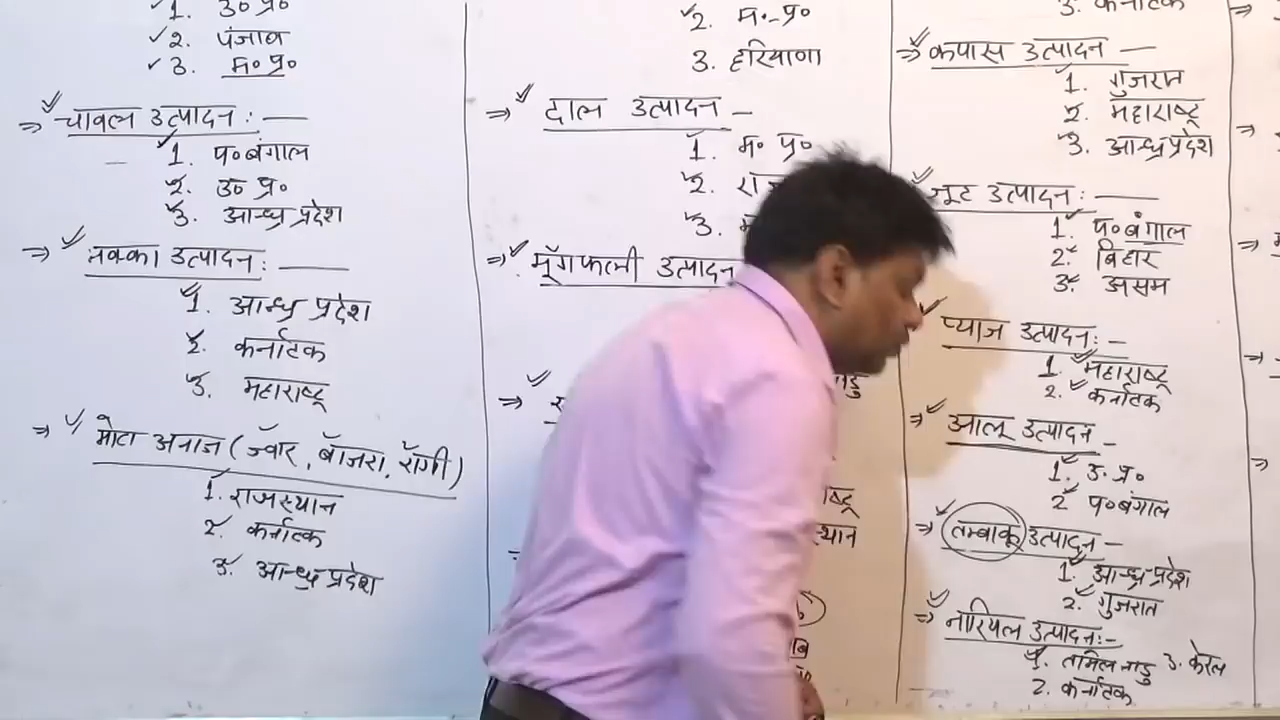 1. उ० प्र०
2. पंजाब
3. म० प्र०
⇒ चावल उत्पादन :—
1. प० बंगाल
2. उ० प्र०
3. आन्ध्र प्रदेश
⇒ मक्का उत्पादन :—
1. आन्ध्र प्रदेश
2. कर्नाटक
3. महाराष्ट्र
⇒ मोटा अनाज ( ज्वार, बाजरा, रागी )
1. राजस्थान
2. कर्नाटक
3. आन्ध्र प्रदेश
2. म०-प्र०
3. हरियाणा
⇒ दाल उत्पादन —
1. म० प्र०
2.
3.
⇒ मूँगफली उत्पादन
3. कर्नाटक
⇒ कपास उत्पादन —
1. गुजरात
2. महाराष्ट्र
3. आन्ध्र प्रदेश
जूट उत्पादन :—
1. प० बंगाल
2. बिहार
3. असम
प्याज उत्पादन :—
1. महाराष्ट्र
2. कर्नाटक
⇒ आलू उत्पादन —
1. उ. प्र०
2 प० बंगाल
⇒ तम्बाकू उत्पादन —
1. आन्ध्र प्रदेश
2. गुजरात
⇒ नारियल उत्पादन :—
1. तमिलनाडु 3. केरल
2. कर्नाटक